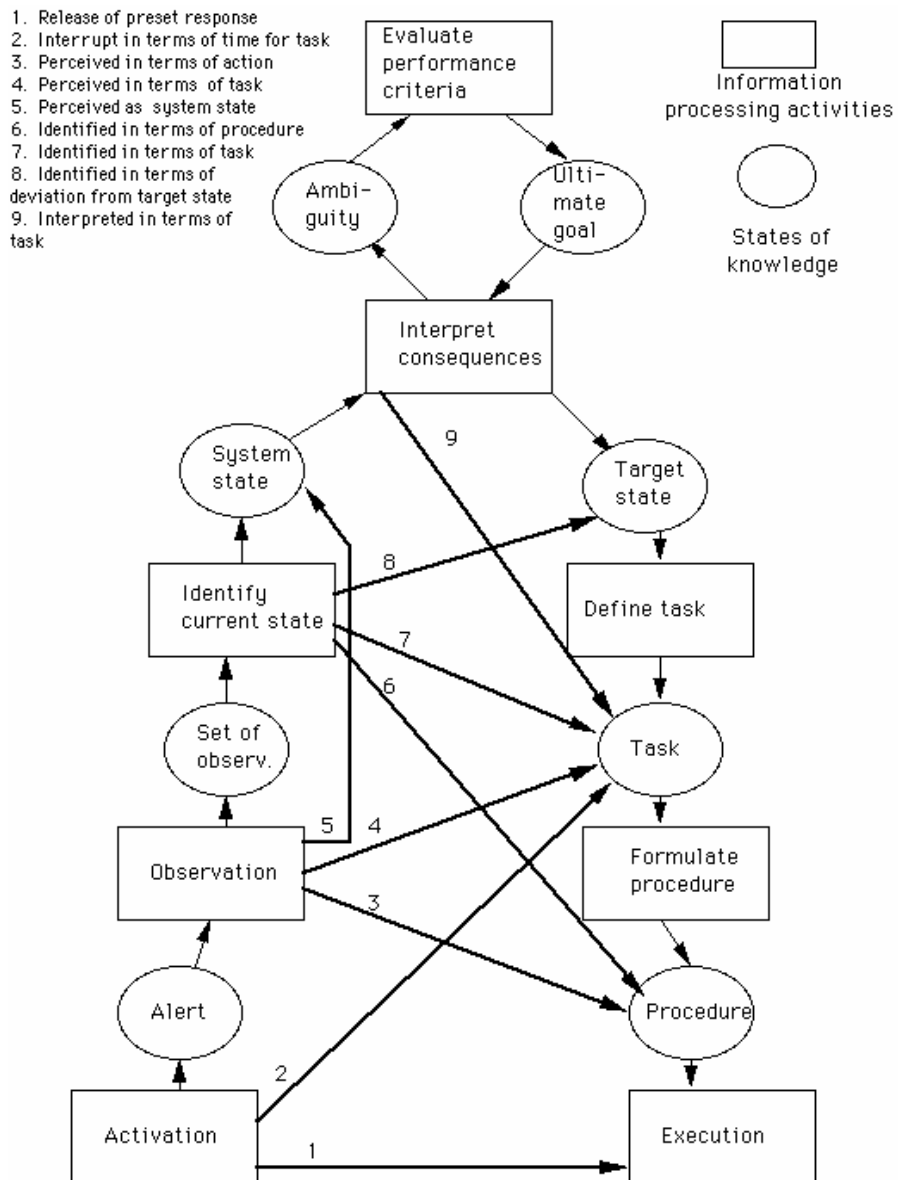 1. Release of preset response
2. Interrupt in terms of time for task
3. Perceived in terms of action
4. Perceived in terms of task
5. Perceived as system state
6. Identified in terms of procedure
7. Identified in terms of task
8. Identified in terms of
deviation from target state
9. Interpreted in terms of
task
Evaluate
performance
criteria
Information
processing activities
Ambi-
guity
Ulti-
mate
goal
States of
knowledge
Interpret
consequences
9
System
state
Target
state
8
Identify
current state
Define task
7
6
Set of
observ.
Task
5
4
Observation
Formulate
procedure
3
Alert
Procedure
2
Activation
Execution
1